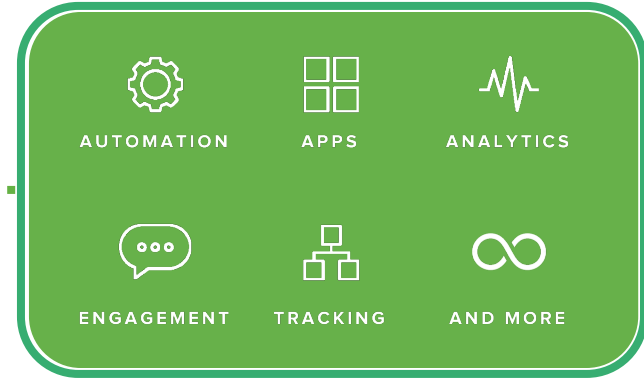 AUTOMATION APPS ANALYTICS
ENGAGEMENT TRACKING AND MORE